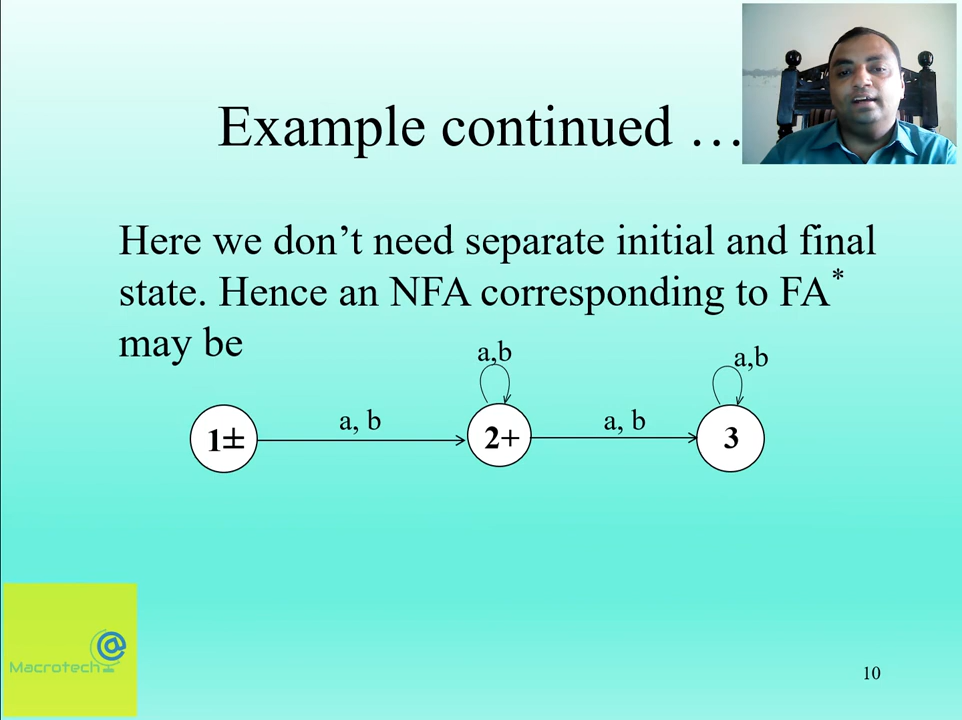 Example continued …
Here we don’t need separate initial and final
state. Hence an NFA corresponding to FA*
may be
a,b
a,b
a, b
a, b
1±
2+
3
@
Macrotech
10